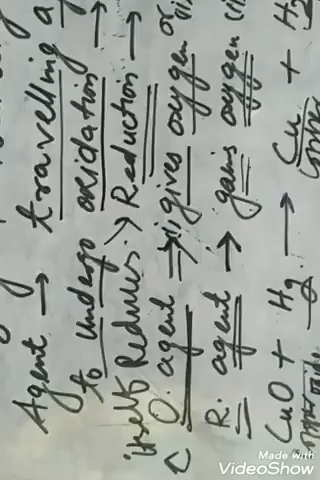 Agent → travelling a
to undergo oxidation →
itself Reduces → Reduction →
O. agent ⇒ (i) gives oxygen or
R. agent → gains oxygen (i
CuO + H2 → Cu + H2
Made with
VideoShow